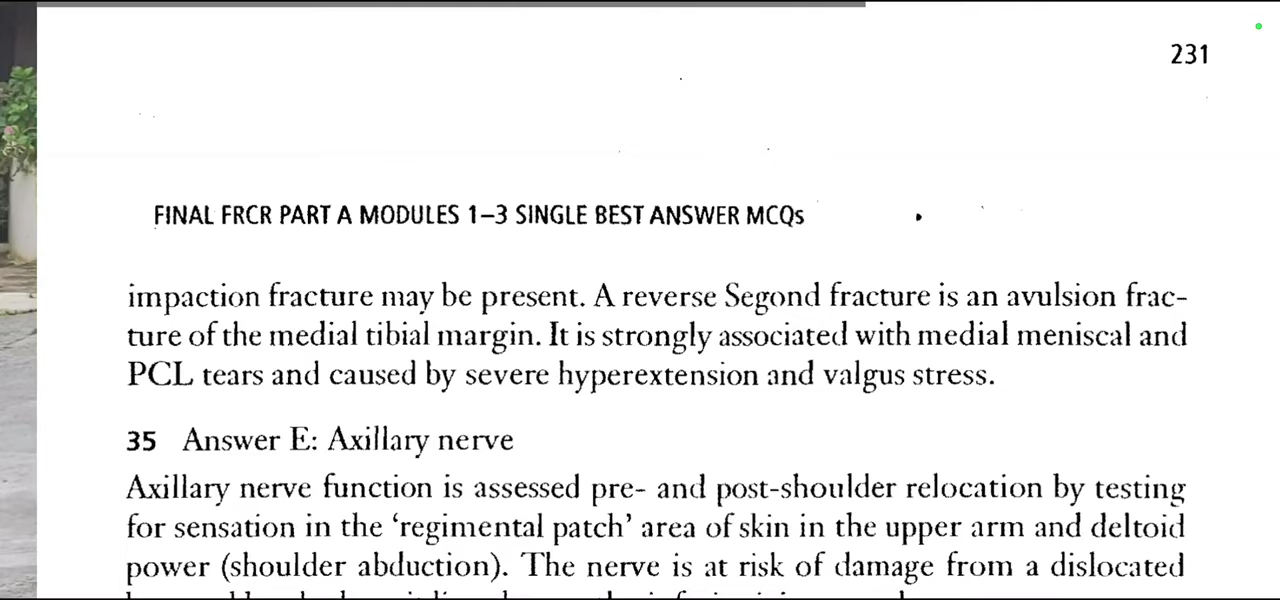 231
FINAL FRCR PART A MODULES 1–3 SINGLE BEST ANSWER MCQs
impaction fracture may be present. A reverse Segond fracture is an avulsion frac-
ture of the medial tibial margin. It is strongly associated with medial meniscal and
PCL tears and caused by severe hyperextension and valgus stress.
35 Answer E: Axillary nerve
Axillary nerve function is assessed pre- and post-shoulder relocation by testing
for sensation in the ‘regimental patch’ area of skin in the upper arm and deltoid
power (shoulder abduction). The nerve is at risk of damage from a dislocated